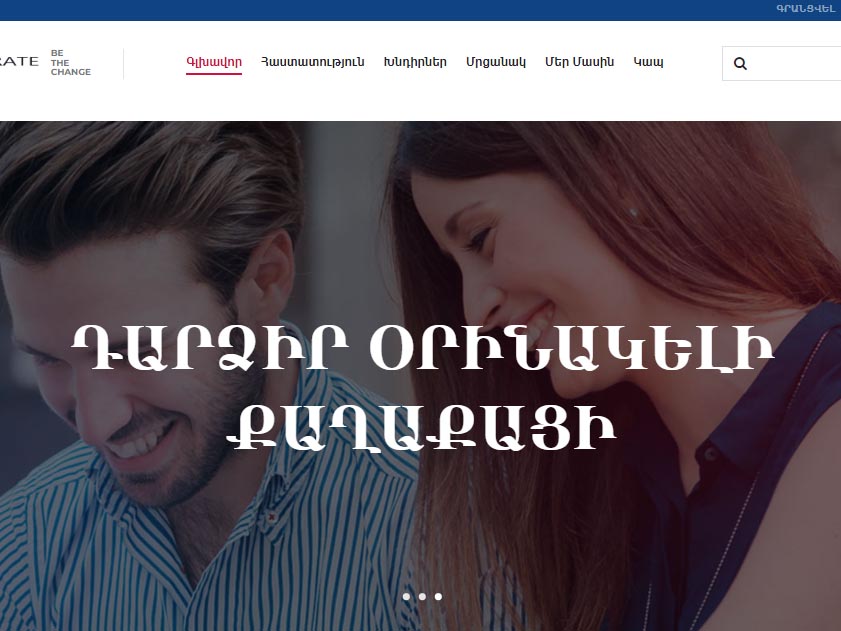 ԳՐԱՆՑՎԵԼ
RATE
BE
THE
CHANGE
Գլխավոր Հաստատություն Խնդիրներ Մրցանակ Մեր Մասին Կապ
ԴԱՐՁԻՐ ՕՐԻՆԱԿԵԼԻ
ՔԱՂԱՔԱՑԻ